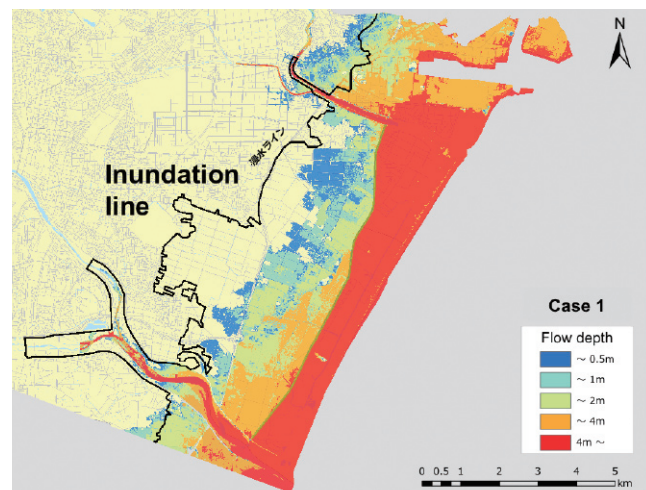 N
浸水ライン
Inundation
line
Case 1
Flow depth
～ 0.5m
～ 1m
～ 2m
～ 4m
4m ～
0 0.5 1 2 3 4 5
km